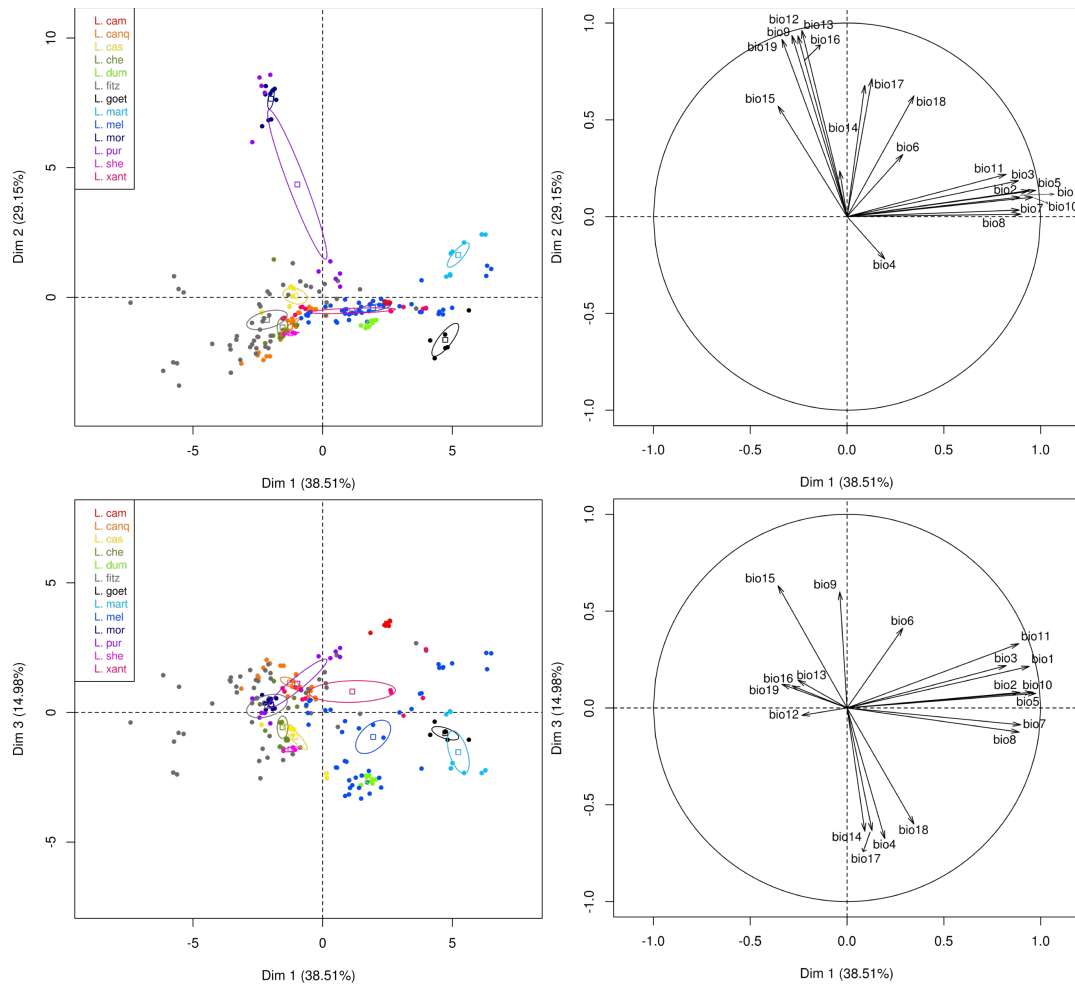 L. cam
L. canq
L. cas
L. che
L. dum
L. fitz
L. goet
L. mart
L. mel
L. mor
L. pur
L. she
L. xant
10
5
0
Dim 2 (29.15%)
-5
0
5
Dim 1 (38.51%)
bio12
bio13
bio9
bio16
bio19
bio17
bio15
bio18
bio14
bio6
bio11
bio3
bio5
bio2
bio
bio10
bio7
bio8
bio4
1.0
0.5
0.0
-0.5
-1.0
Dim 2 (29.15%)
-1.0
-0.5
0.0
0.5
1.0
Dim 1 (38.51%)
L. cam
L. canq
L. cas
L. che
L. dum
L. fitz
L. goet
L. mart
L. mel
L. mor
L. pur
L. she
L. xant
5
0
-5
Dim 3 (14.98%)
-5
0
5
Dim 1 (38.51%)
bio15
bio9
bio6
bio11
bio3
bio1
bio13
bio16
bio19
bio2
bio10
bio5
bio12
bio7
bio8
bio14
bio18
bio4
bio17
1.0
0.5
0.0
-0.5
-1.0
Dim 3 (14.98%)
-1.0
-0.5
0.0
0.5
1.0
Dim 1 (38.51%)